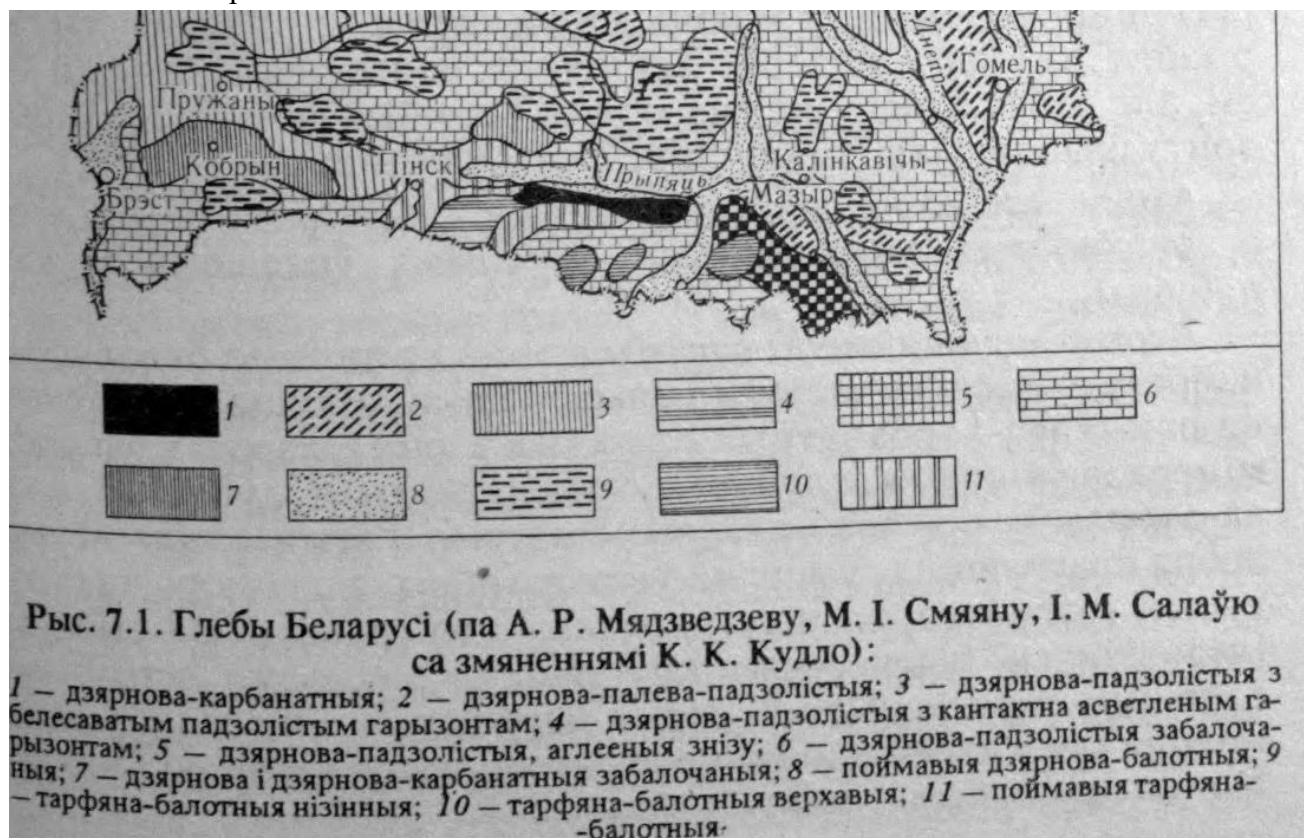 Днепр
Гомель
Пружаны
Кобрын
Пінск
Калінкавічы
Прыпяць
Мазыр
Брэст
1 2 3 4 5 6
7 8 9 10 11
Рыс. 7.1. Глебы Беларусі (па А. Р. Мядзведзеву, М. І. Смяяну, І. М. Салаўю
са змяненнямі К. К. Кудло):
1 — дзярнова-карбанатныя; 2 — дзярнова-палева-падзолістыя; 3 — дзярнова-падзолістыя з
белесаватым падзолістым гарызонтам; 4 — дзярнова-падзолістыя з кантактна асветленым га-
рызонтам; 5 — дзярнова-падзолістыя, аглееныя знізу; 6 — дзярнова-падзолістыя забалоча-
ныя; 7 — дзярнова і дзярнова-карбанатныя забалочаныя; 8 — поймавыя дзярнова-балотныя; 9
— тарфяна-балотныя нізінныя; 10 — тарфяна-балотныя верхавыя; 11 — поймавыя тарфяна-
-балотныя.